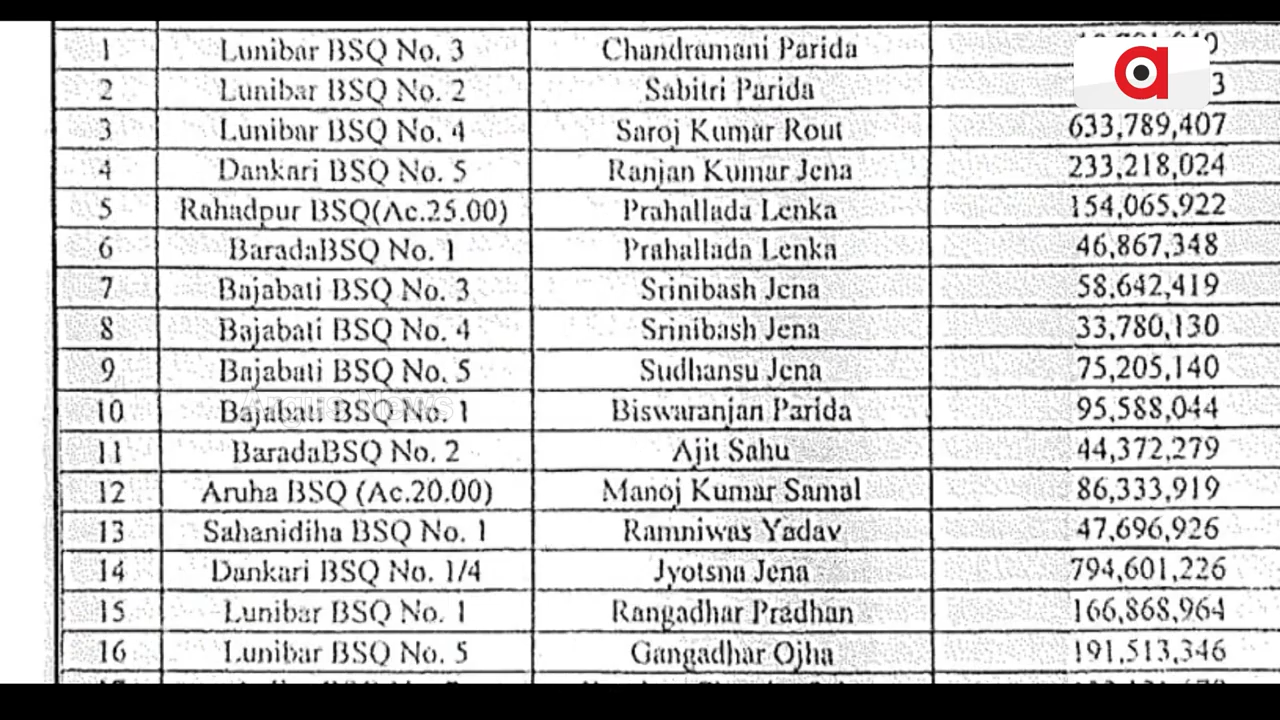 1 Lunibar BSQ No. 3 Chandramani Parida
2 Lunibar BSQ No. 2 Sabitri Parida
3 Lunibar BSQ No. 4 Saroj Kumar Rout 633,789,407
4 Dankari BSQ No. 5 Ranjan Kumar Jena 233,218,024
5 Rahadpur BSQ(Ac.25.00) Prahallada Lenka 154,065,922
6 BaradaBSQ No. 1 Prahallada Lenka 46,867,348
7 Bajabati BSQ No. 3 Srinibash Jena 58,642,419
8 Bajabati BSQ No. 4 Srinibash Jena 33,780,130
9 Bajabati BSQ No. 5 Sudhansu Jena 75,205,140
10 Bajabati BSQ No. 1 Biswaranjan Parida 95,588,044
Argus News
11 BaradaBSQ No. 2 Ajit Sahu 44,372,279
12 Aruha BSQ (Ac.20.00) Manoj Kumar Samal 86,333,919
13 Sahanidiha BSQ No. 1 Ramniwas Yadav 47,696,926
14 Dankari BSQ No. 1/4 Jyotsna Jena 794,601,226
15 Lunibar BSQ No. 1 Rangadhar Pradhan 166,868,964
16 Lunibar BSQ No. 5 Gangadhar Ojha 191,513,346